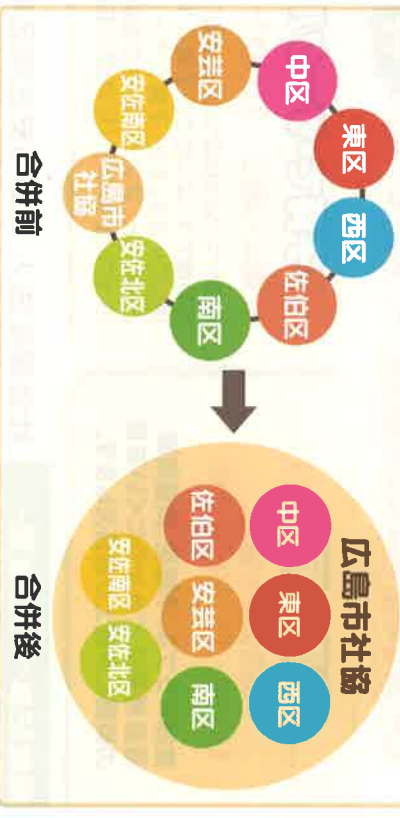 中区
東区
西区
安芸区
佐伯区
安佐南区
広島市
社協
安佐北区
南区
合併前
広島市社協
中区
東区
西区
佐伯区
安芸区
南区
安佐南区
安佐北区
合併後